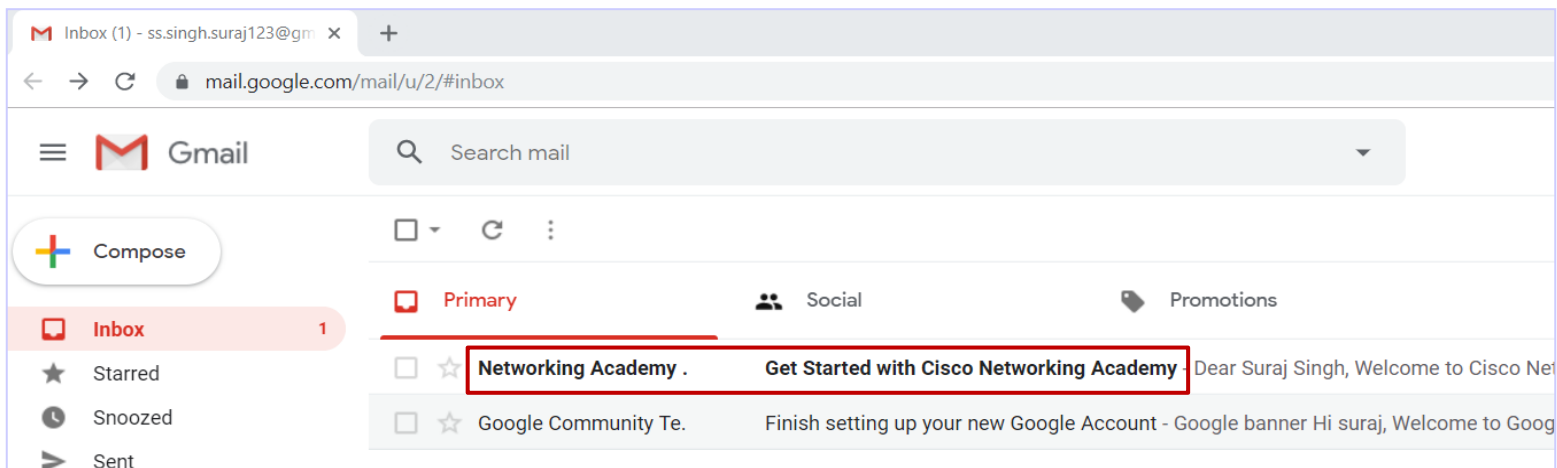 Inbox (1) - ss.singh.suraj123@gm
mail.google.com/mail/u/2/#inbox
Gmail
Search mail
Compose
Primary Social Promotions
Inbox 1
Networking Academy . Get Started with Cisco Networking Academy - Dear Suraj Singh, Welcome to Cisco Net
Starred
Google Community Te. Finish setting up your new Google Account - Google banner Hi suraj, Welcome to Goog
Snoozed
Sent